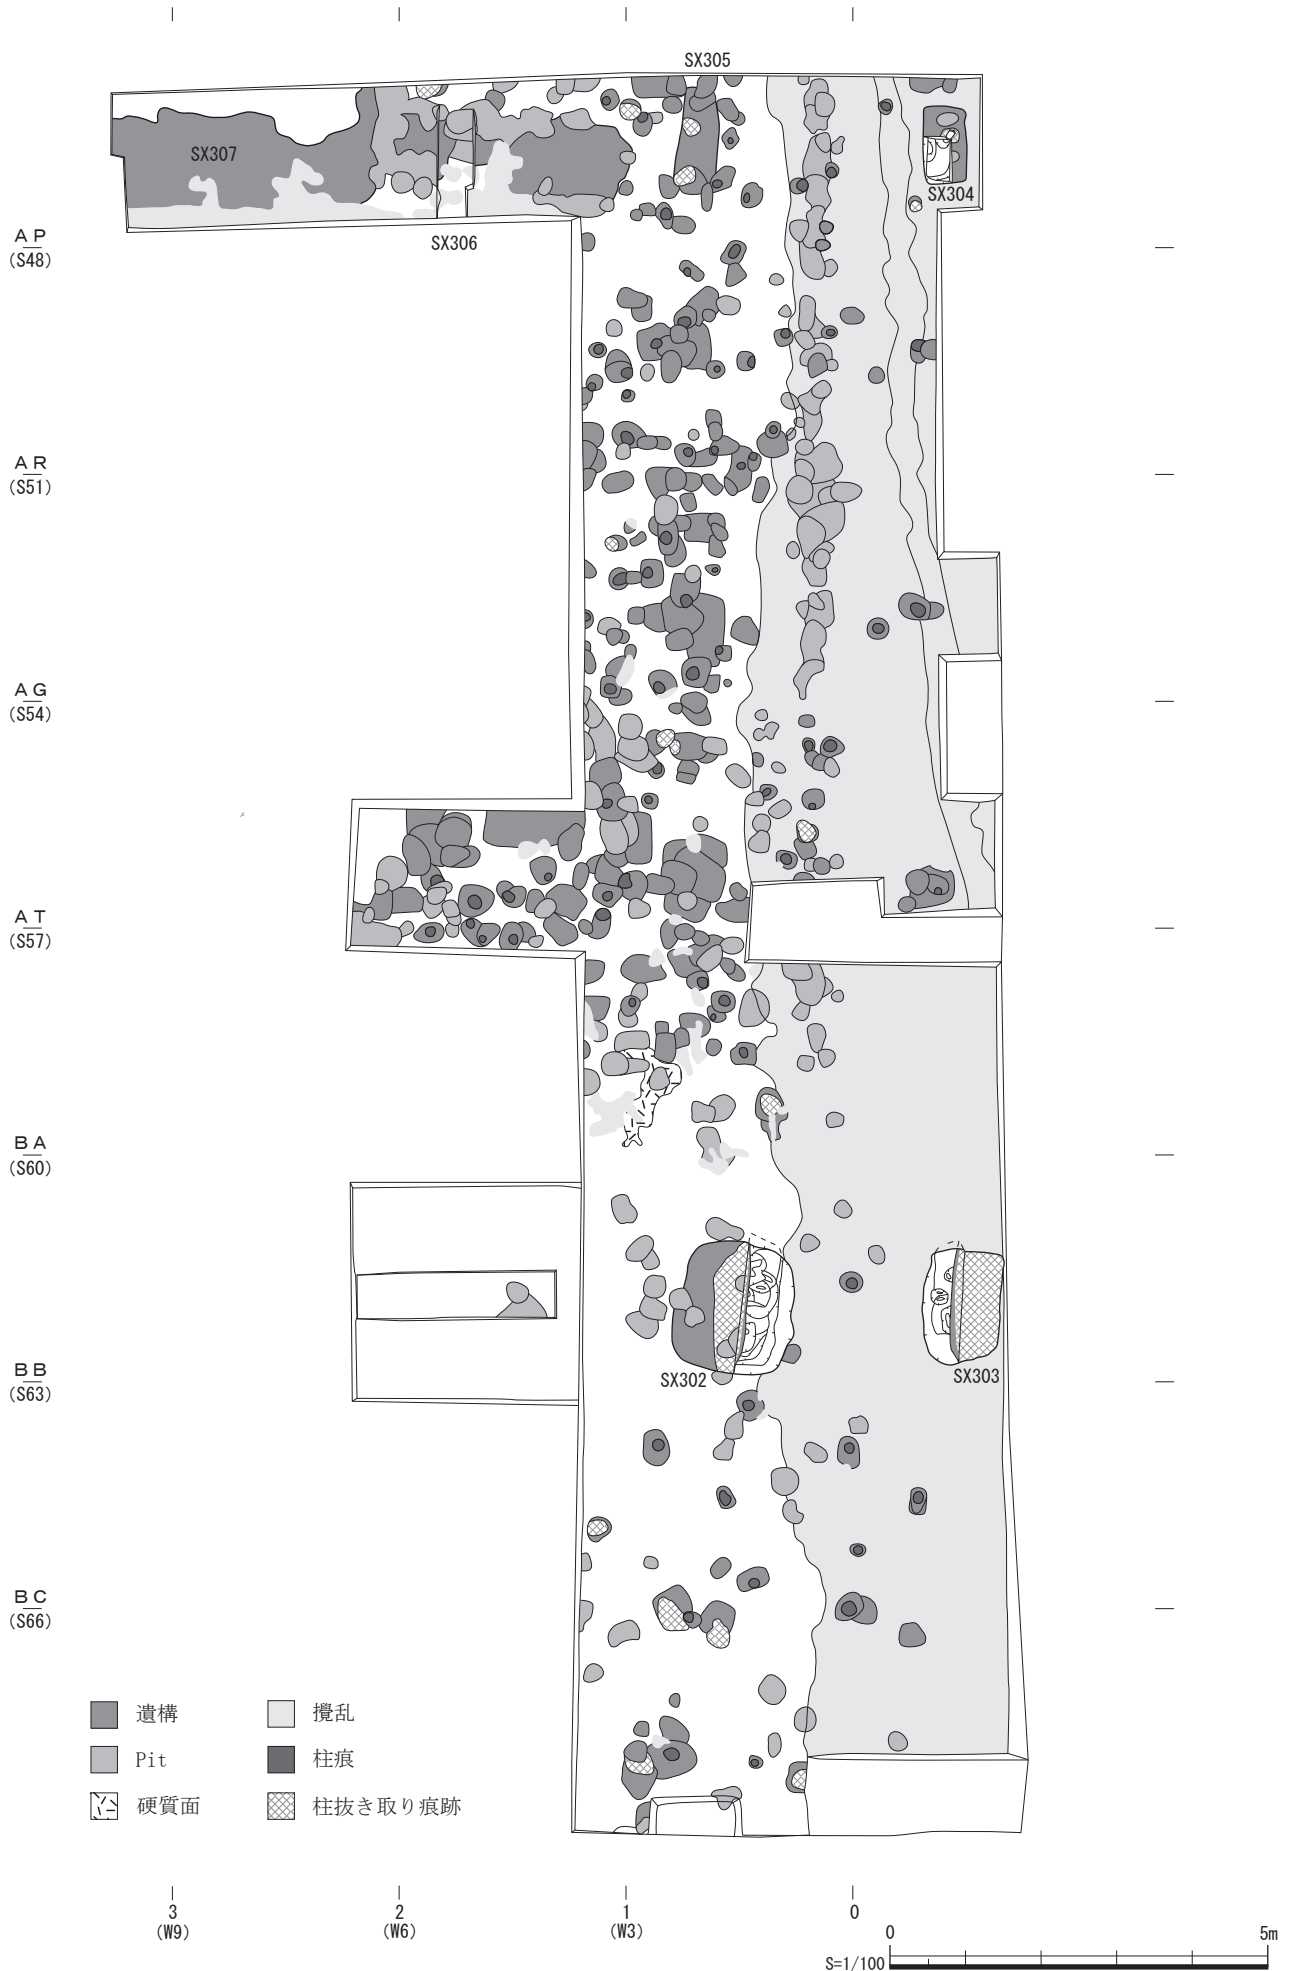 SX305
SX307
SX304
SX306
AP
(S48)
AR
(S51)
AG
(S54)
AT
(S57)
BA
(S60)
BB
(S63)
SX302
SX303
BC
(S66)
遺構
攪乱
Pit
柱痕
硬質面
柱抜き取り痕跡
3
(W9)
2
(W6)
1
(W3)
0
0
5m
S=1/100